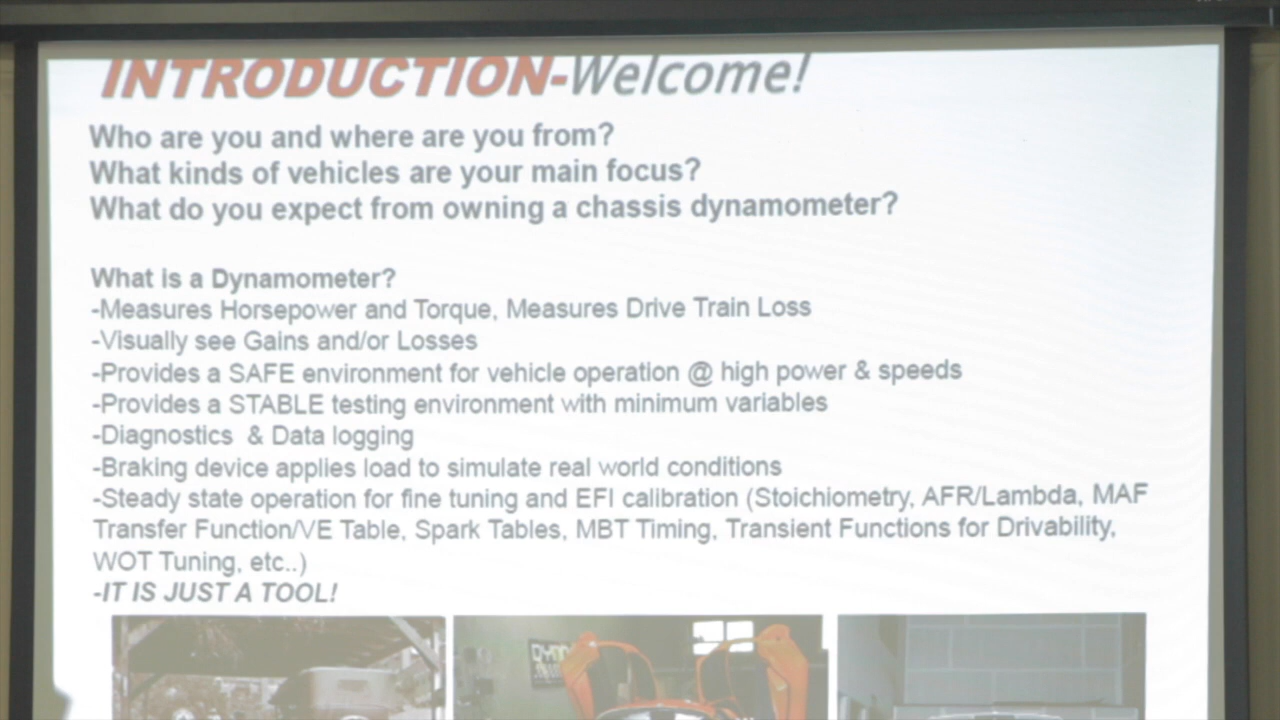 INTRODUCTION-Welcome!
Who are you and where are you from?
What kinds of vehicles are your main focus?
What do you expect from owning a chassis dynamometer?
What is a Dynamometer?
-Measures Horsepower and Torque, Measures Drive Train Loss
-Visually see Gains and/or Losses
-Provides a SAFE environment for vehicle operation @ high power & speeds
-Provides a STABLE testing environment with minimum variables
-Diagnostics & Data logging
-Braking device applies load to simulate real world conditions
-Steady state operation for fine tuning and EFI calibration (Stoichiometry, AFR/Lambda, MAF
Transfer Function/VE Table, Spark Tables, MBT Timing, Transient Functions for Drivability,
WOT Tuning, etc..)
-IT IS JUST A TOOL!